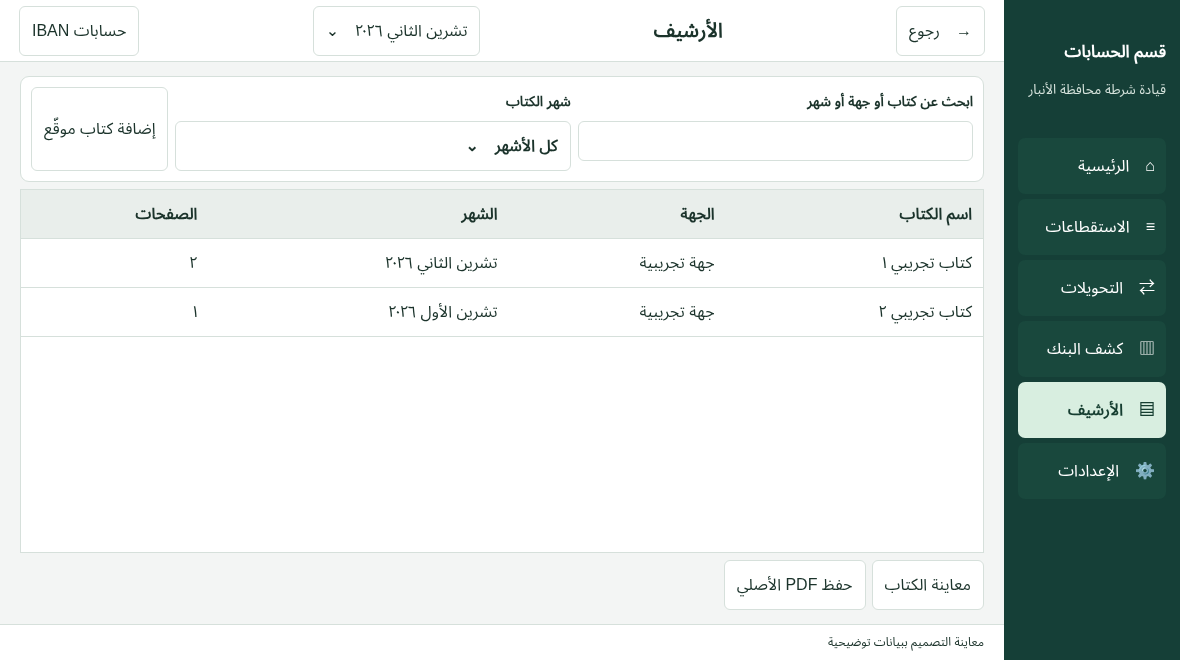 قسم الحسابات
قيادة شرطة محافظة الأنبار
الرئيسية
الاستقطاعات
التحويلات
كشف البنك
الأرشيف
الإعدادات
→ رجوع
الأرشيف
تشرين الثاني ٢٠٢٦
حسابات IBAN
ابحث عن كتاب أو جهة أو شهر
شهر الكتاب
كل الأشهر
إضافة كتاب موقّع
اسم الكتاب الجهة الشهر الصفحات
كتاب تجريبي ١ جهة تجريبية تشرين الثاني ٢٠٢٦ ٢
كتاب تجريبي ٢ جهة تجريبية تشرين الأول ٢٠٢٦ ١
معاينة الكتاب
حفظ PDF الأصلي
معاينة التصميم ببيانات توضيحية